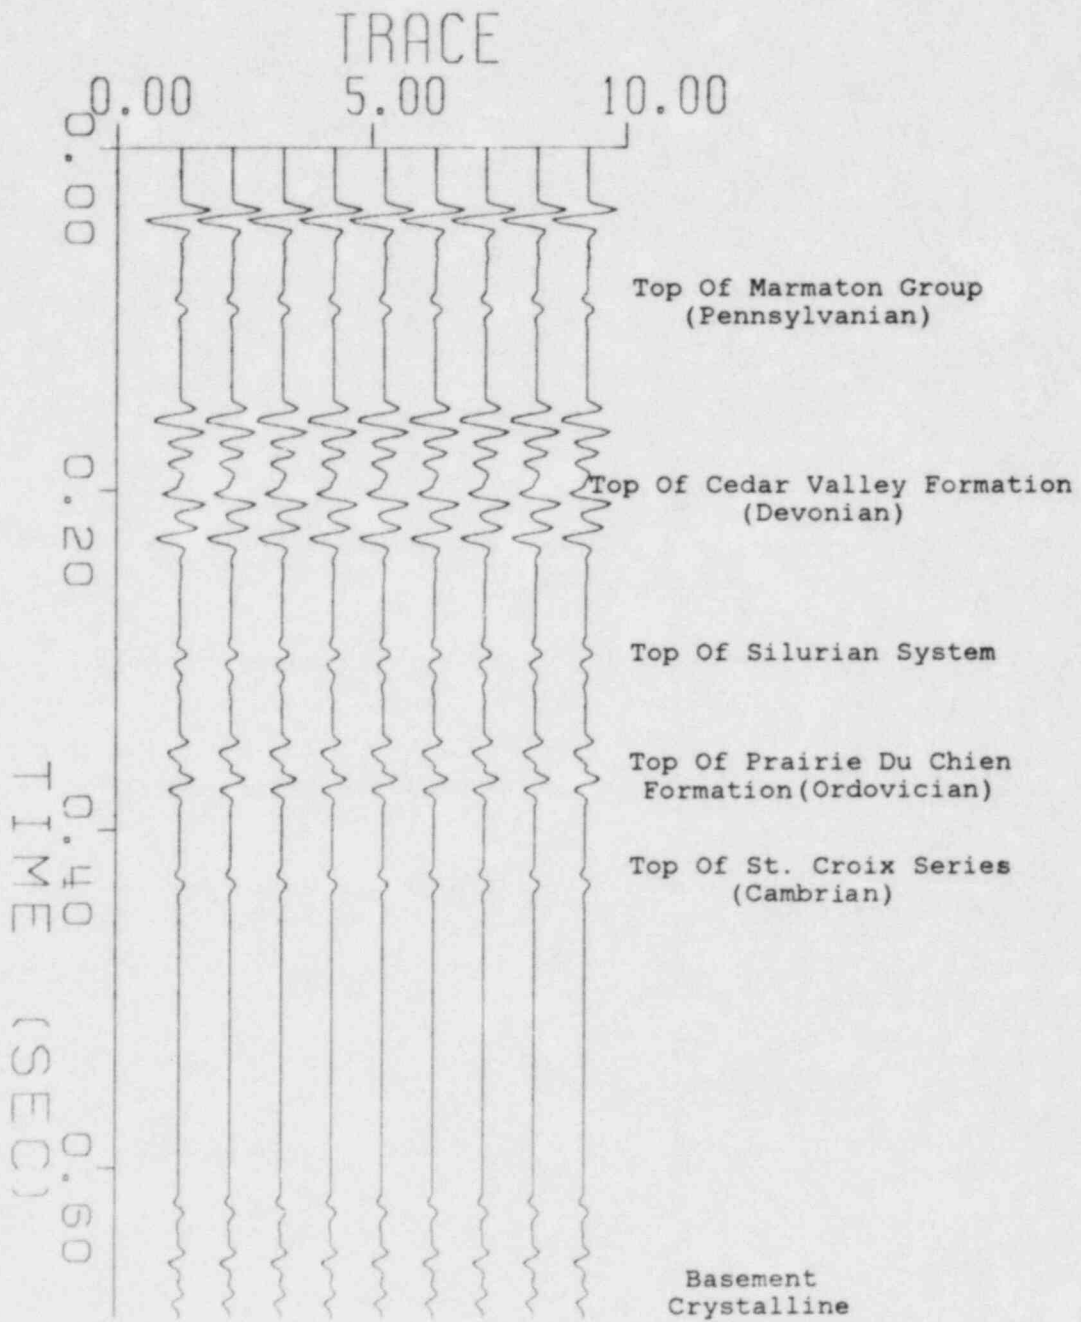 TRACE
0.00 5.00 10.00
0.00
Top Of Marmaton Group
(Pennsylvanian)
0.20
Top Of Cedar Valley Formation
(Devonian)
Top Of Silurian System
Top Of Prairie Du Chien
Formation(Ordovician)
0.40
Top Of St. Croix Series
(Cambrian)
TIME (SEC)
0.60
Basement
Crystalline